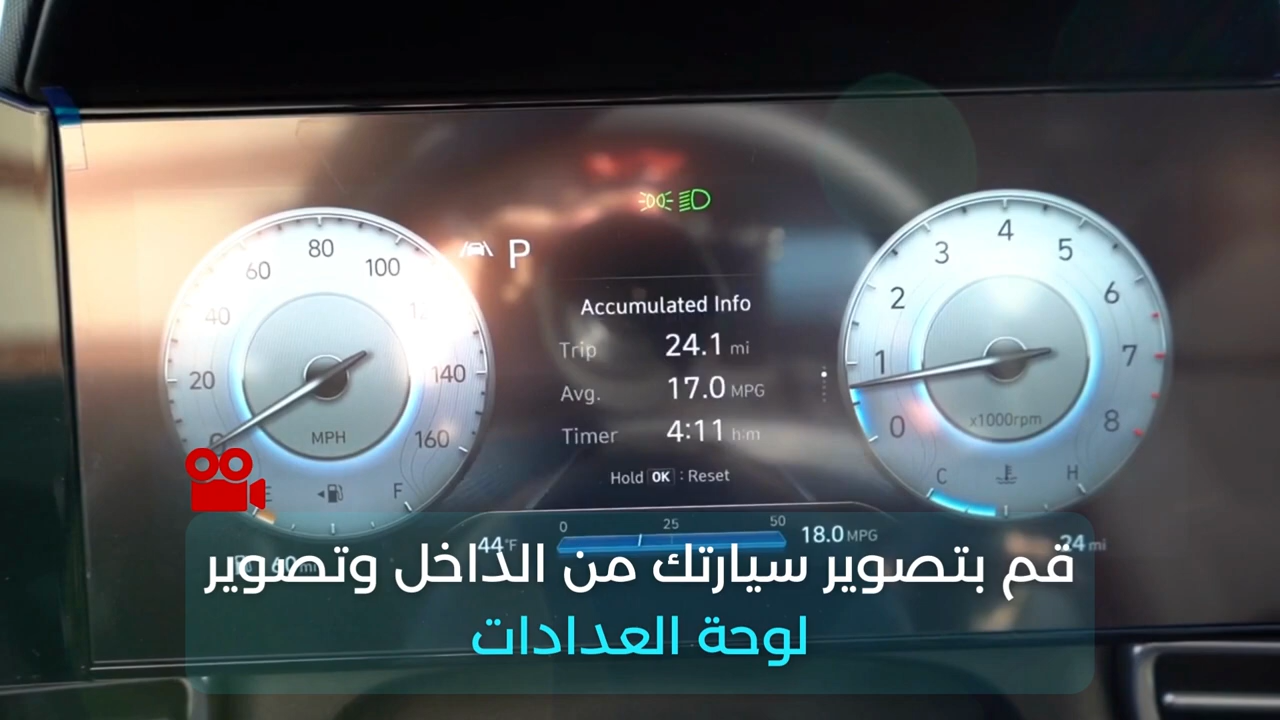 80
60
100
40
20
140
160
MPH
E
F
P
Accumulated Info
Trip 24.1 mi
Avg. 17.0 MPG
Timer 4:11 h:m
Hold OK : Reset
0 25 50
44°F
18.0 MPG
4
3
5
2
6
1
7
0
8
x1000rpm
C
H
24 mi
قم بتصوير سيارتك من الداخل وتصوير
لوحة العدادات